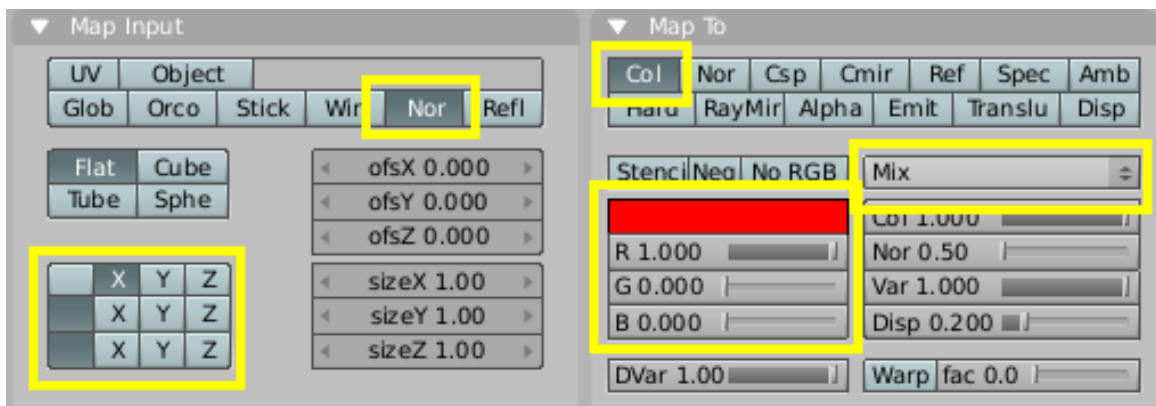 Map Input
UV Object
Glob Orco Stick Win Nor Refl
Flat Cube
Tube Sphe
ofsX 0.000
ofsY 0.000
ofsZ 0.000
X Y Z
X Y Z
X Y Z
sizeX 1.00
sizeY 1.00
sizeZ 1.00
Map To
Col Nor Csp Cmir Ref Spec Amb
Hard RayMir Alpha Emit Translu Disp
Stencil Neg No RGB
Mix
R 1.000
G 0.000
B 0.000
Col 1.000
Nor 0.50
Var 1.000
Disp 0.200
DVar 1.00
Warp fac 0.0